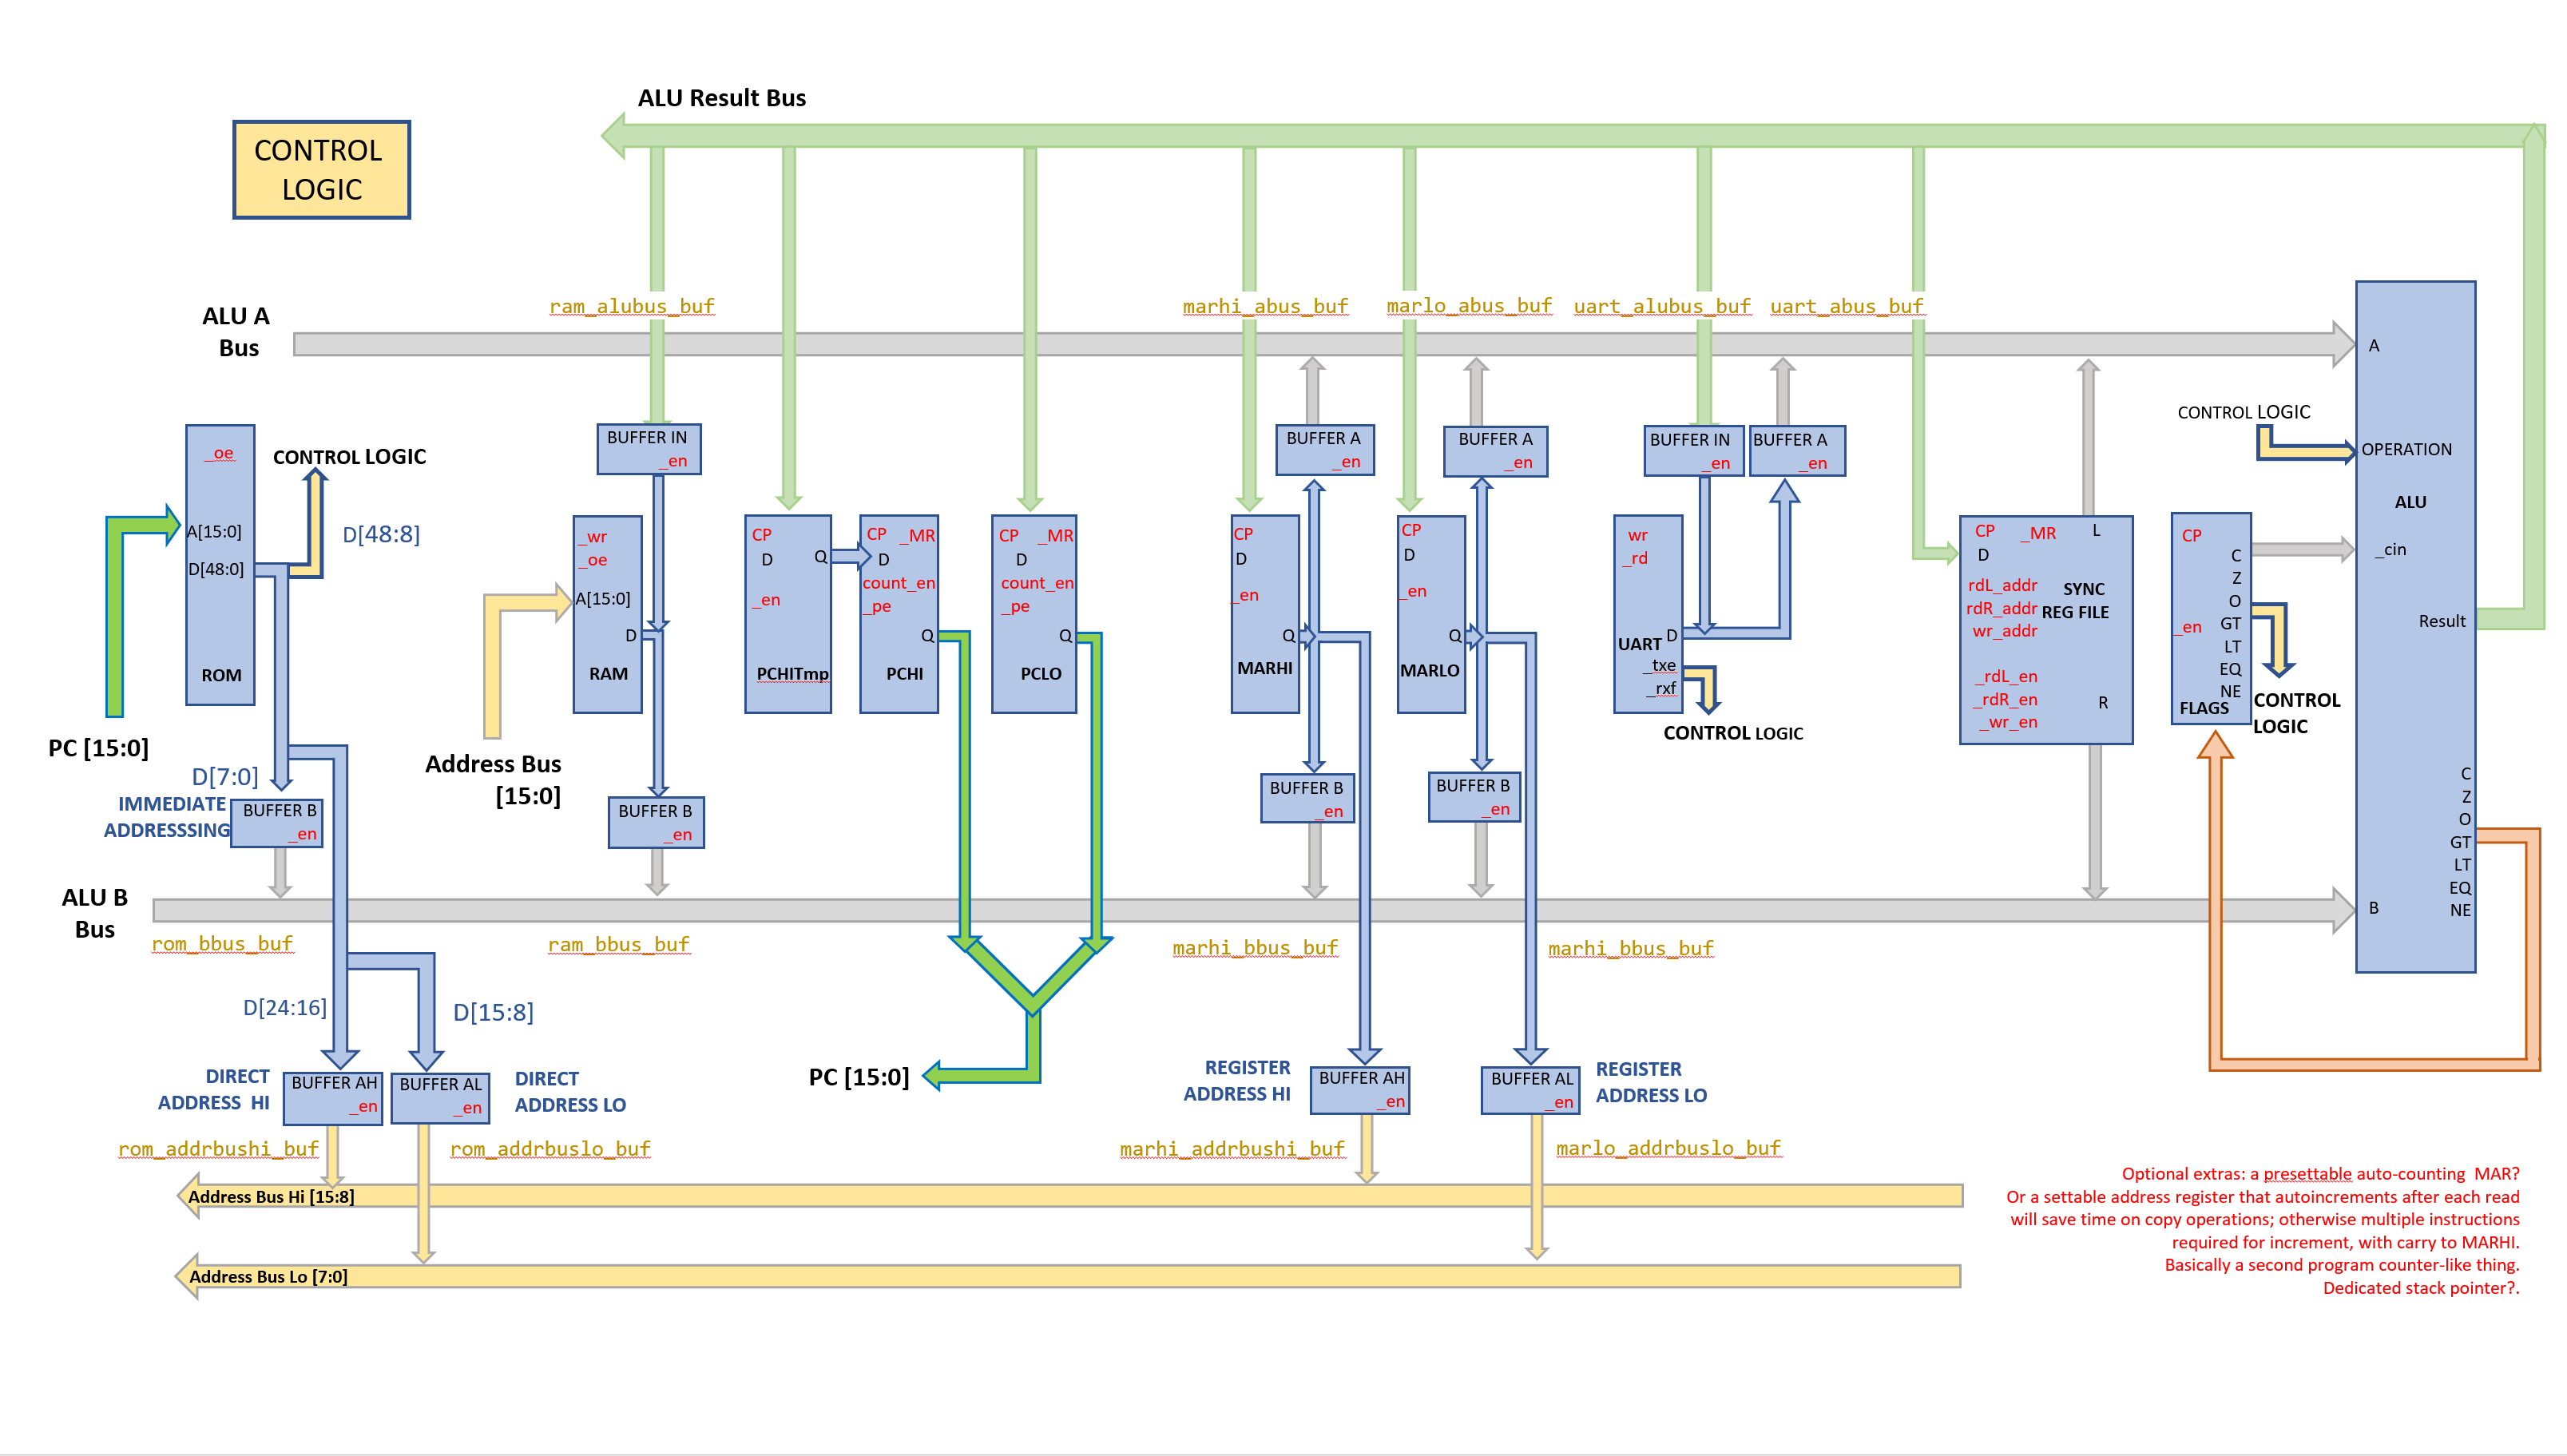 ALU Result Bus
CONTROL
LOGIC
ram_alubus_buf
marhi_abus_buf
marlo_abus_buf
uart_alubus_buf
uart_abus_buf
ALU A
Bus
A
CONTROL LOGIC
OPERATION
ALU
_cin
Result
C
Z
O
GT
LT
EQ
NE
B
_oe
A[15:0]
D[48:0]
ROM
CONTROL LOGIC
D[48:8]
PC [15:0]
D[7:0]
IMMEDIATE
ADDRESSSING
BUFFER B
_en
BUFFER IN
_en
_wr
_oe
A[15:0]
D
RAM
Address Bus
[15:0]
BUFFER B
_en
CP
D
Q
_en
PCHITmp
CP _MR
D
count_en
_pe
Q
PCHI
CP _MR
D
count_en
_pe
Q
PCLO
BUFFER A
_en
CP
D
_en
Q
MARHI
BUFFER B
_en
BUFFER A
_en
CP
D
_en
Q
MARLO
BUFFER B
_en
BUFFER IN
_en
BUFFER A
_en
wr
_rd
UART D
_txe
_rxf
CONTROL LOGIC
CP _MR L
D
rdL_addr
rdR_addr
wr_addr
SYNC
REG FILE
_rdL_en
_rdR_en
_wr_en
R
CP
C
Z
O
GT
LT
EQ
NE
_en
FLAGS
CONTROL
LOGIC
ALU B
Bus
rom_bbus_buf
ram_bbus_buf
marhi_bbus_buf
marhi_bbus_buf
D[24:16]
D[15:8]
DIRECT
ADDRESS HI
BUFFER AH
_en
BUFFER AL
_en
DIRECT
ADDRESS LO
PC [15:0]
REGISTER
ADDRESS HI
BUFFER AH
_en
BUFFER AL
_en
REGISTER
ADDRESS LO
rom_addrbushi_buf
rom_addrbuslo_buf
marhi_addrbushi_buf
marlo_addrbuslo_buf
Address Bus Hi [15:8]
Address Bus Lo [7:0]
Optional extras: a presettable auto-counting MAR?
Or a settable address register that autoincrements after each read
will save time on copy operations; otherwise multiple instructions
required for increment, with carry to MARHI.
Basically a second program counter-like thing.
Dedicated stack pointer?.